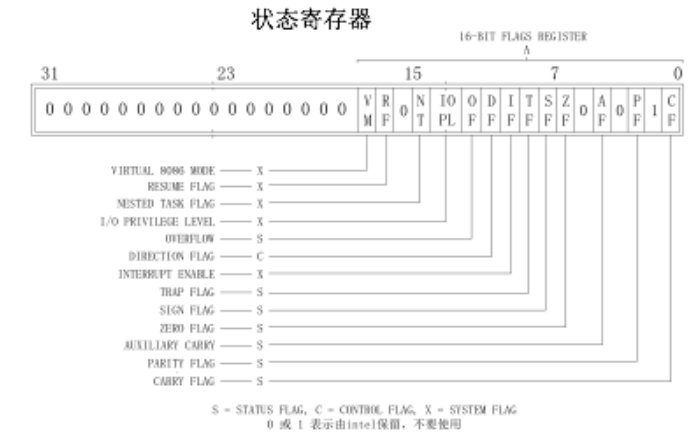 状态寄存器
16-BIT FLAGS REGISTER
31 23 15 7 0
0 0 0 0 0 0 0 0 0 0 0 0 0 0 VM RF 0 NT IOPL OF DF IF TF SF ZF 0 AF 0 PF 1 CF
VIRTUAL 8086 MODE X
RESUME FLAG X
NESTED TASK FLAG X
I/O PRIVILEGE LEVEL X
OVERFLOW S
DIRECTION FLAG C
INTERRUPT ENABLE X
TRAP FLAG S
SIGN FLAG S
ZERO FLAG S
AUXILIARY CARRY S
PARITY FLAG S
CARRY FLAG S
S = STATUS FLAG, C = CONTROL FLAG, X = SYSTEM FLAG
0 或 1 表示由intel保留，不要使用